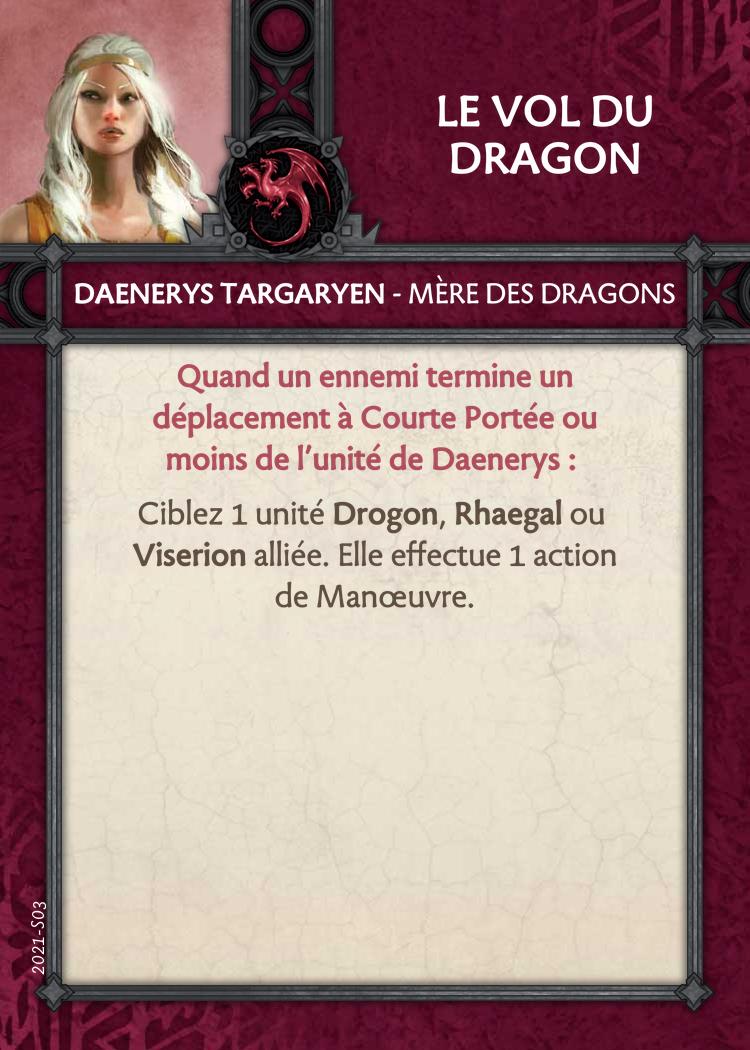 LE VOL DU
DRAGON
DAENERYS TARGARYEN - MÈRE DES DRAGONS
Quand un ennemi termine un
déplacement à Courte Portée ou
moins de l'unité de Daenerys :
Ciblez 1 unité Drogon, Rhaegal ou
Viserion alliée. Elle effectue 1 action
de Manœuvre.
2021-S03